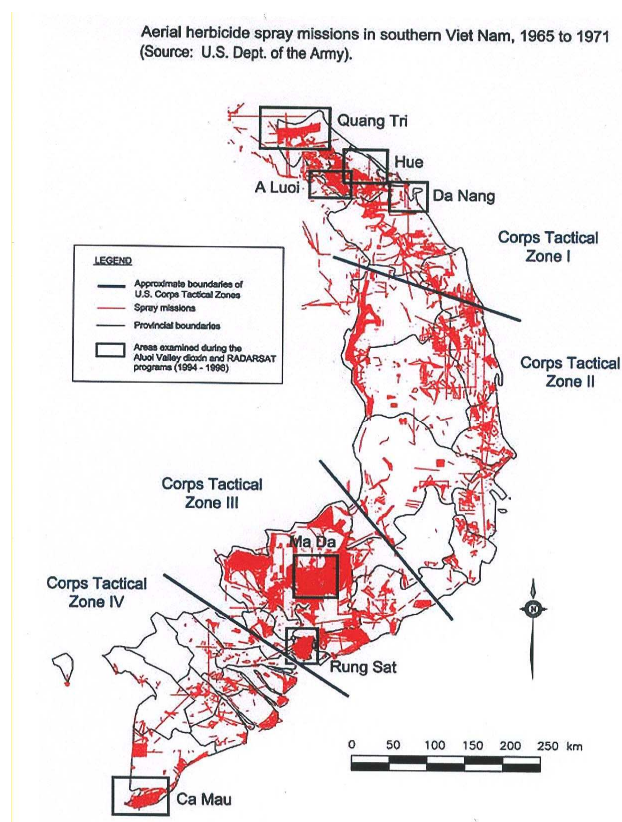 Aerial herbicide spray missions in southern Viet Nam, 1965 to 1971
(Source: U.S. Dept. of the Army).
Quang Tri
Hue
A Luoi
Da Nang
Corps Tactical
Zone I
LEGEND
Approximate boundaries of
U.S. Corps Tactical Zones
Spray missions
Provincial boundaries
Areas examined during the
Aluoi Valley dioxin and RADARSAT
programs (1994 - 1998)
Corps Tactical
Zone II
Corps Tactical
Zone III
Ma Da
Corps Tactical
Zone IV
N
Rung Sat
0 50 100 150 200 250 km
Ca Mau